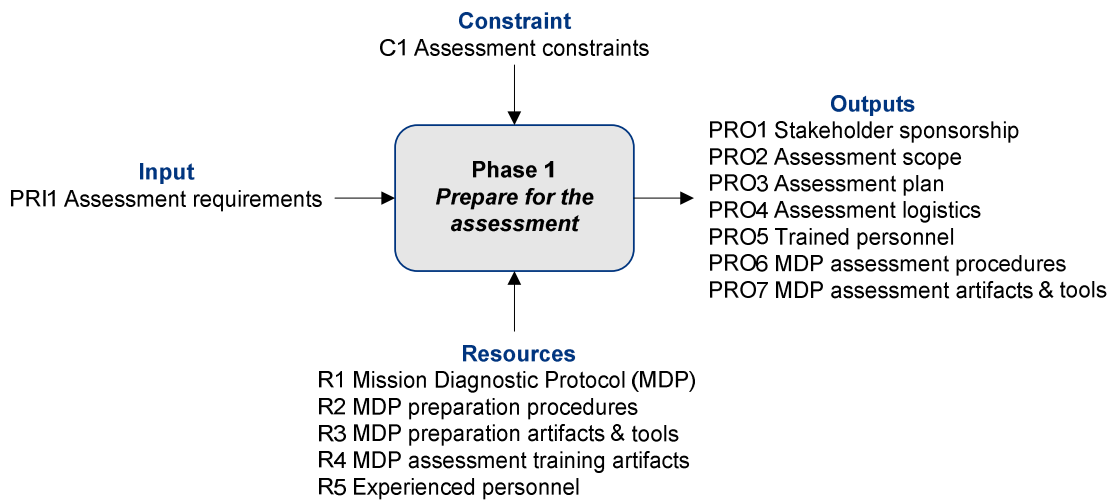 Constraint
C1 Assessment constraints
Input
PRI1 Assessment requirements
Phase 1
Prepare for the
assessment
Outputs
PRO1 Stakeholder sponsorship
PRO2 Assessment scope
PRO3 Assessment plan
PRO4 Assessment logistics
PRO5 Trained personnel
PRO6 MDP assessment procedures
PRO7 MDP assessment artifacts & tools
Resources
R1 Mission Diagnostic Protocol (MDP)
R2 MDP preparation procedures
R3 MDP preparation artifacts & tools
R4 MDP assessment training artifacts
R5 Experienced personnel